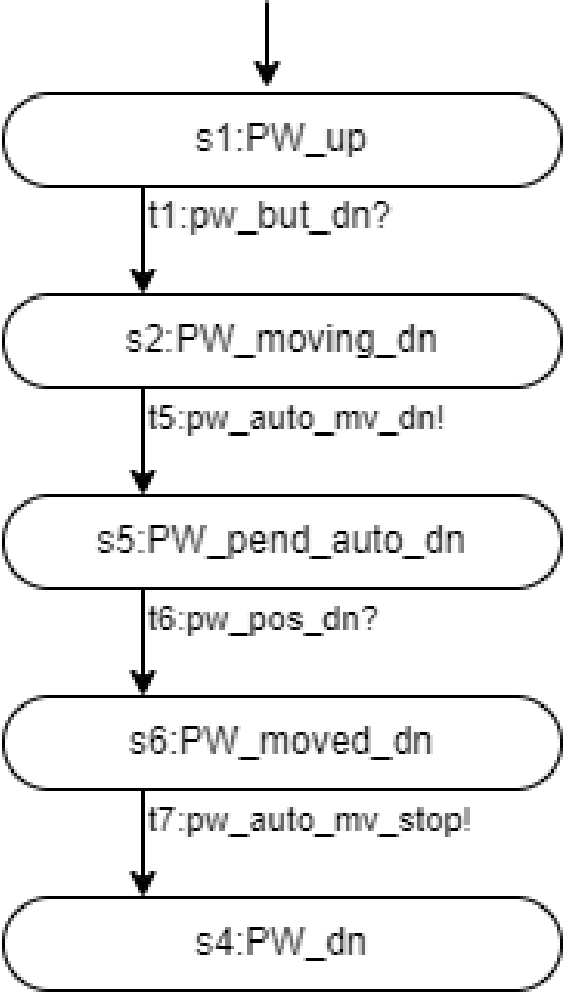 s1:PW_up
t1:pw_but_dn?
s2:PW_moving_dn
t5:pw_auto_mv_dn!
s5:PW_pend_auto_dn
t6:pw_pos_dn?
s6:PW_moved_dn
t7:pw_auto_mv_stop!
s4:PW_dn